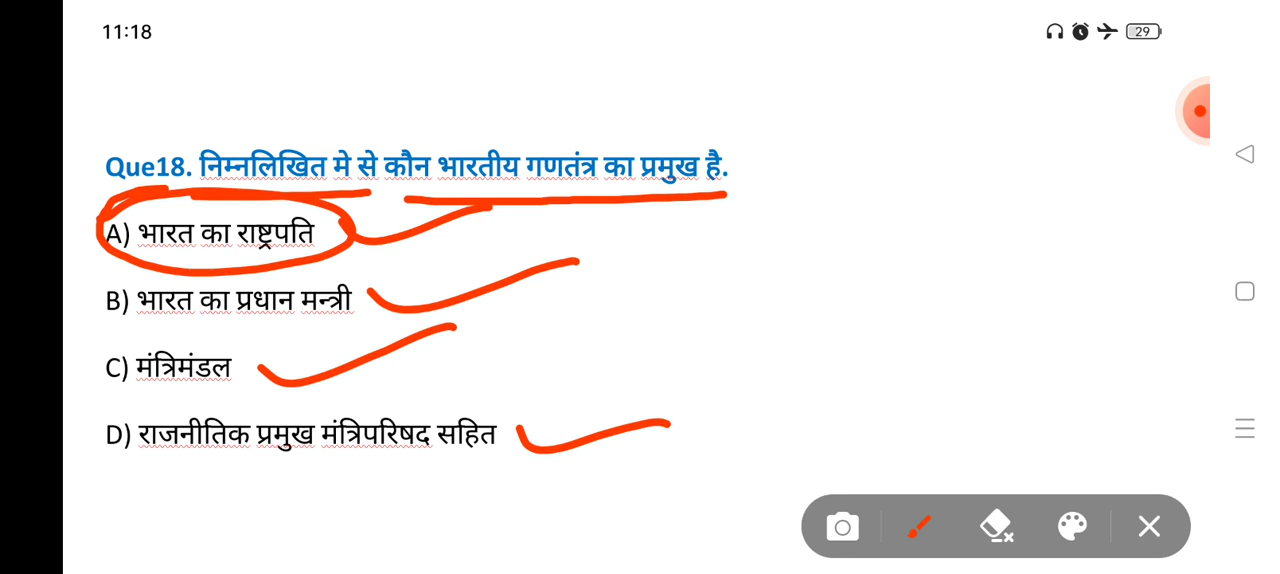 11:18
29
Que18. निम्नलिखित मे से कौन भारतीय गणतंत्र का प्रमुख है.
A) भारत का राष्ट्रपति
B) भारत का प्रधान मन्त्री
C) मंत्रिमंडल
D) राजनीतिक प्रमुख मंत्रिपरिषद सहित